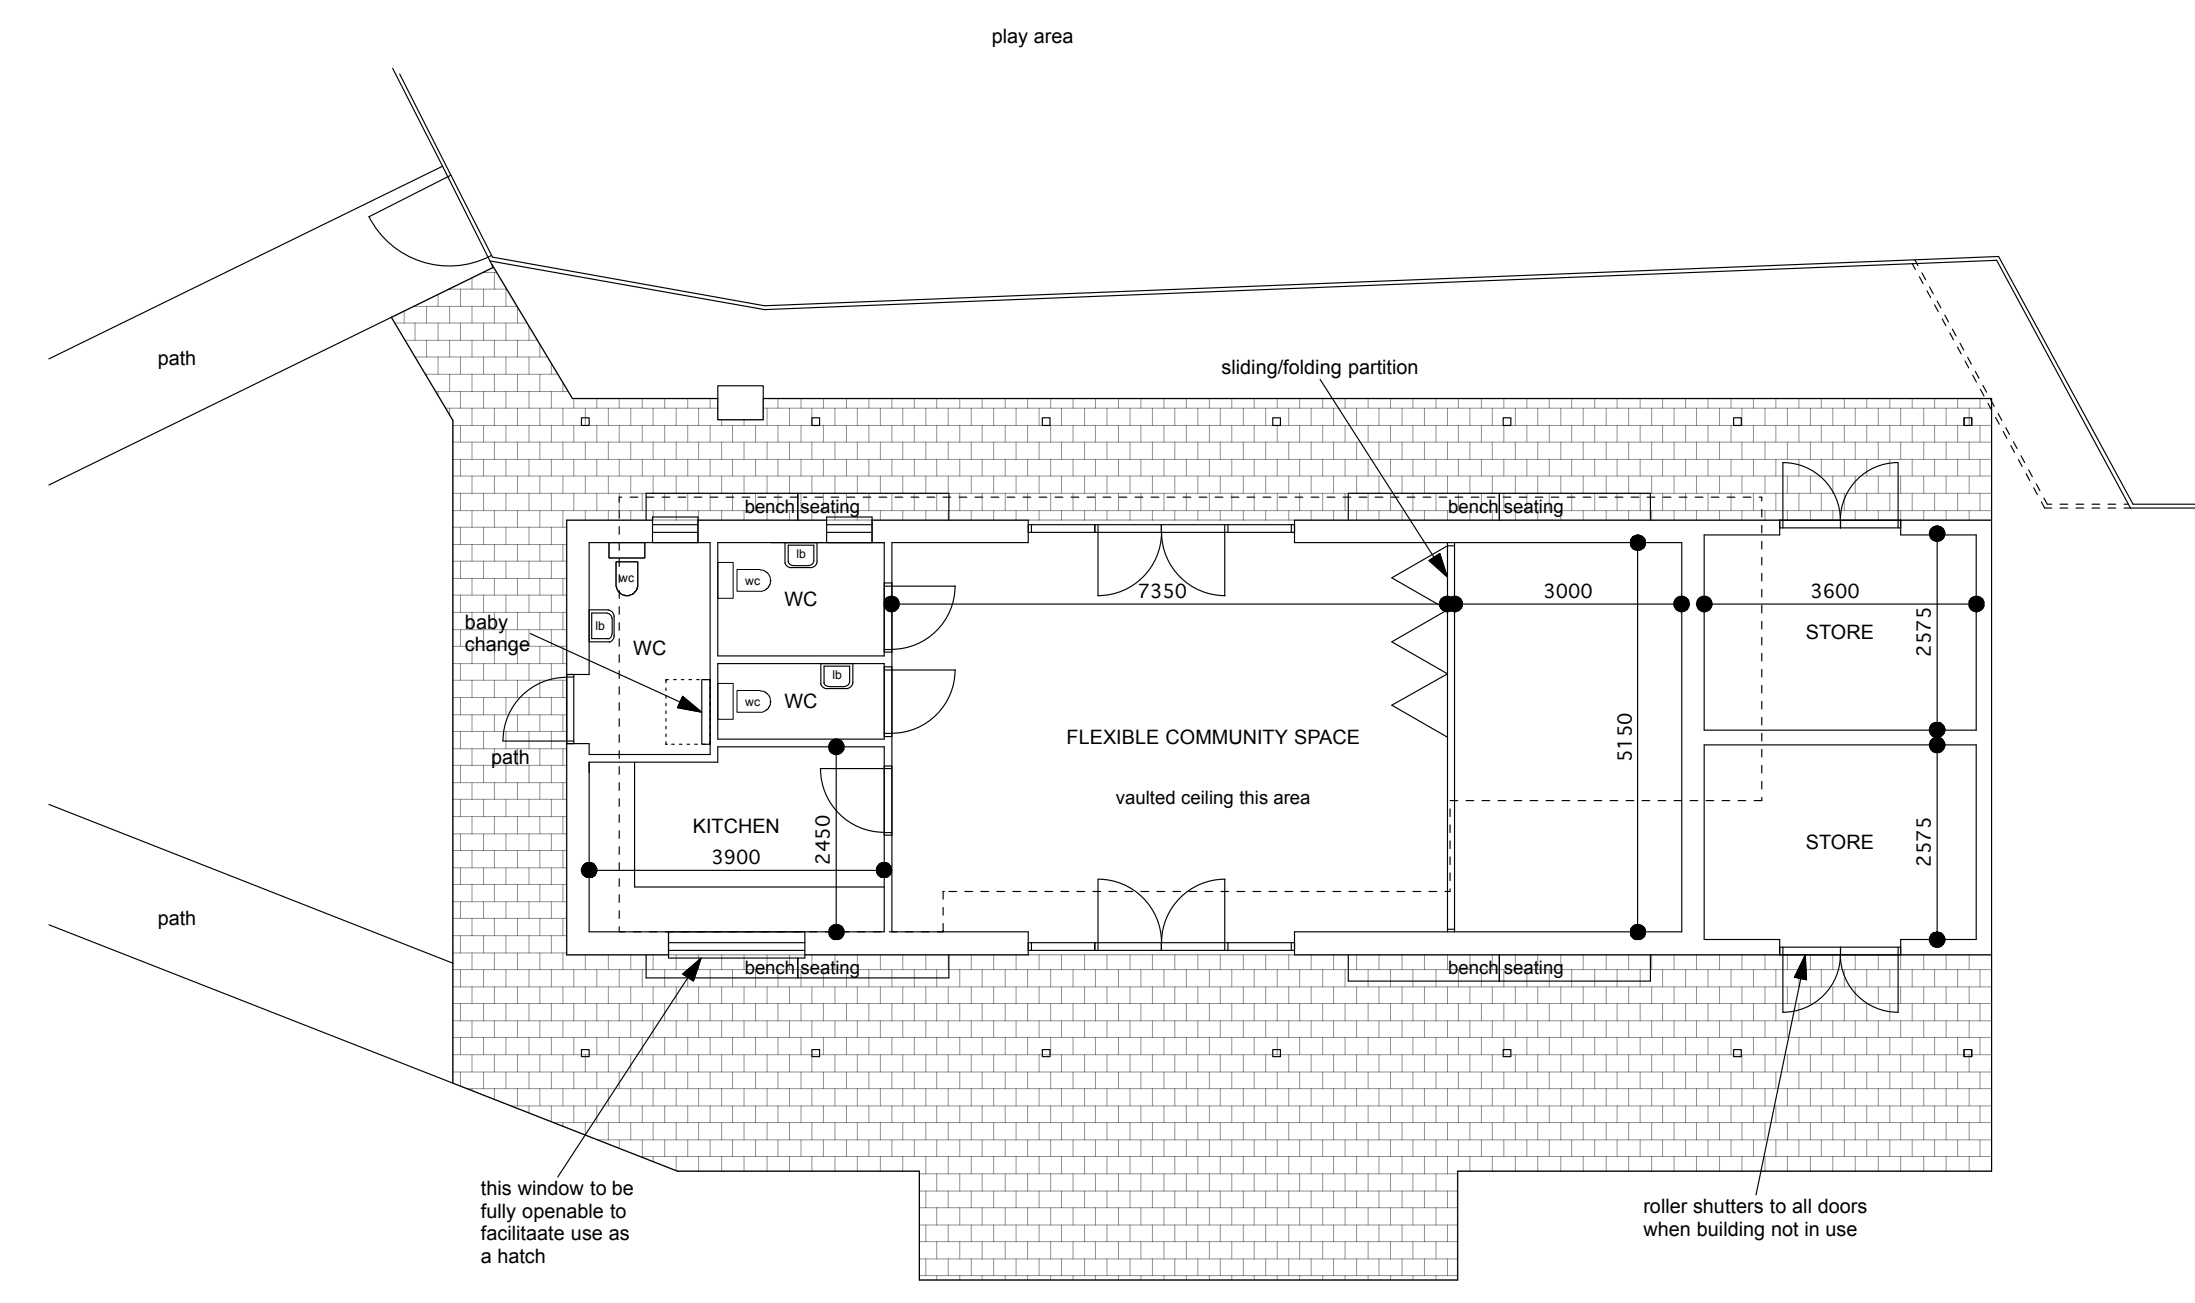 play area
path
sliding/folding partition
bench seating
bench seating
lb
wc
wc
WC
7350
3000
3600
baby
change
lb
WC
STORE
2575
lb
wc
WC
path
FLEXIBLE COMMUNITY SPACE
5150
vaulted ceiling this area
KITCHEN
3900
2450
STORE
2575
path
bench seating
bench seating
this window to be
fully openable to
facilitaate use as
a hatch
roller shutters to all doors
when building not in use